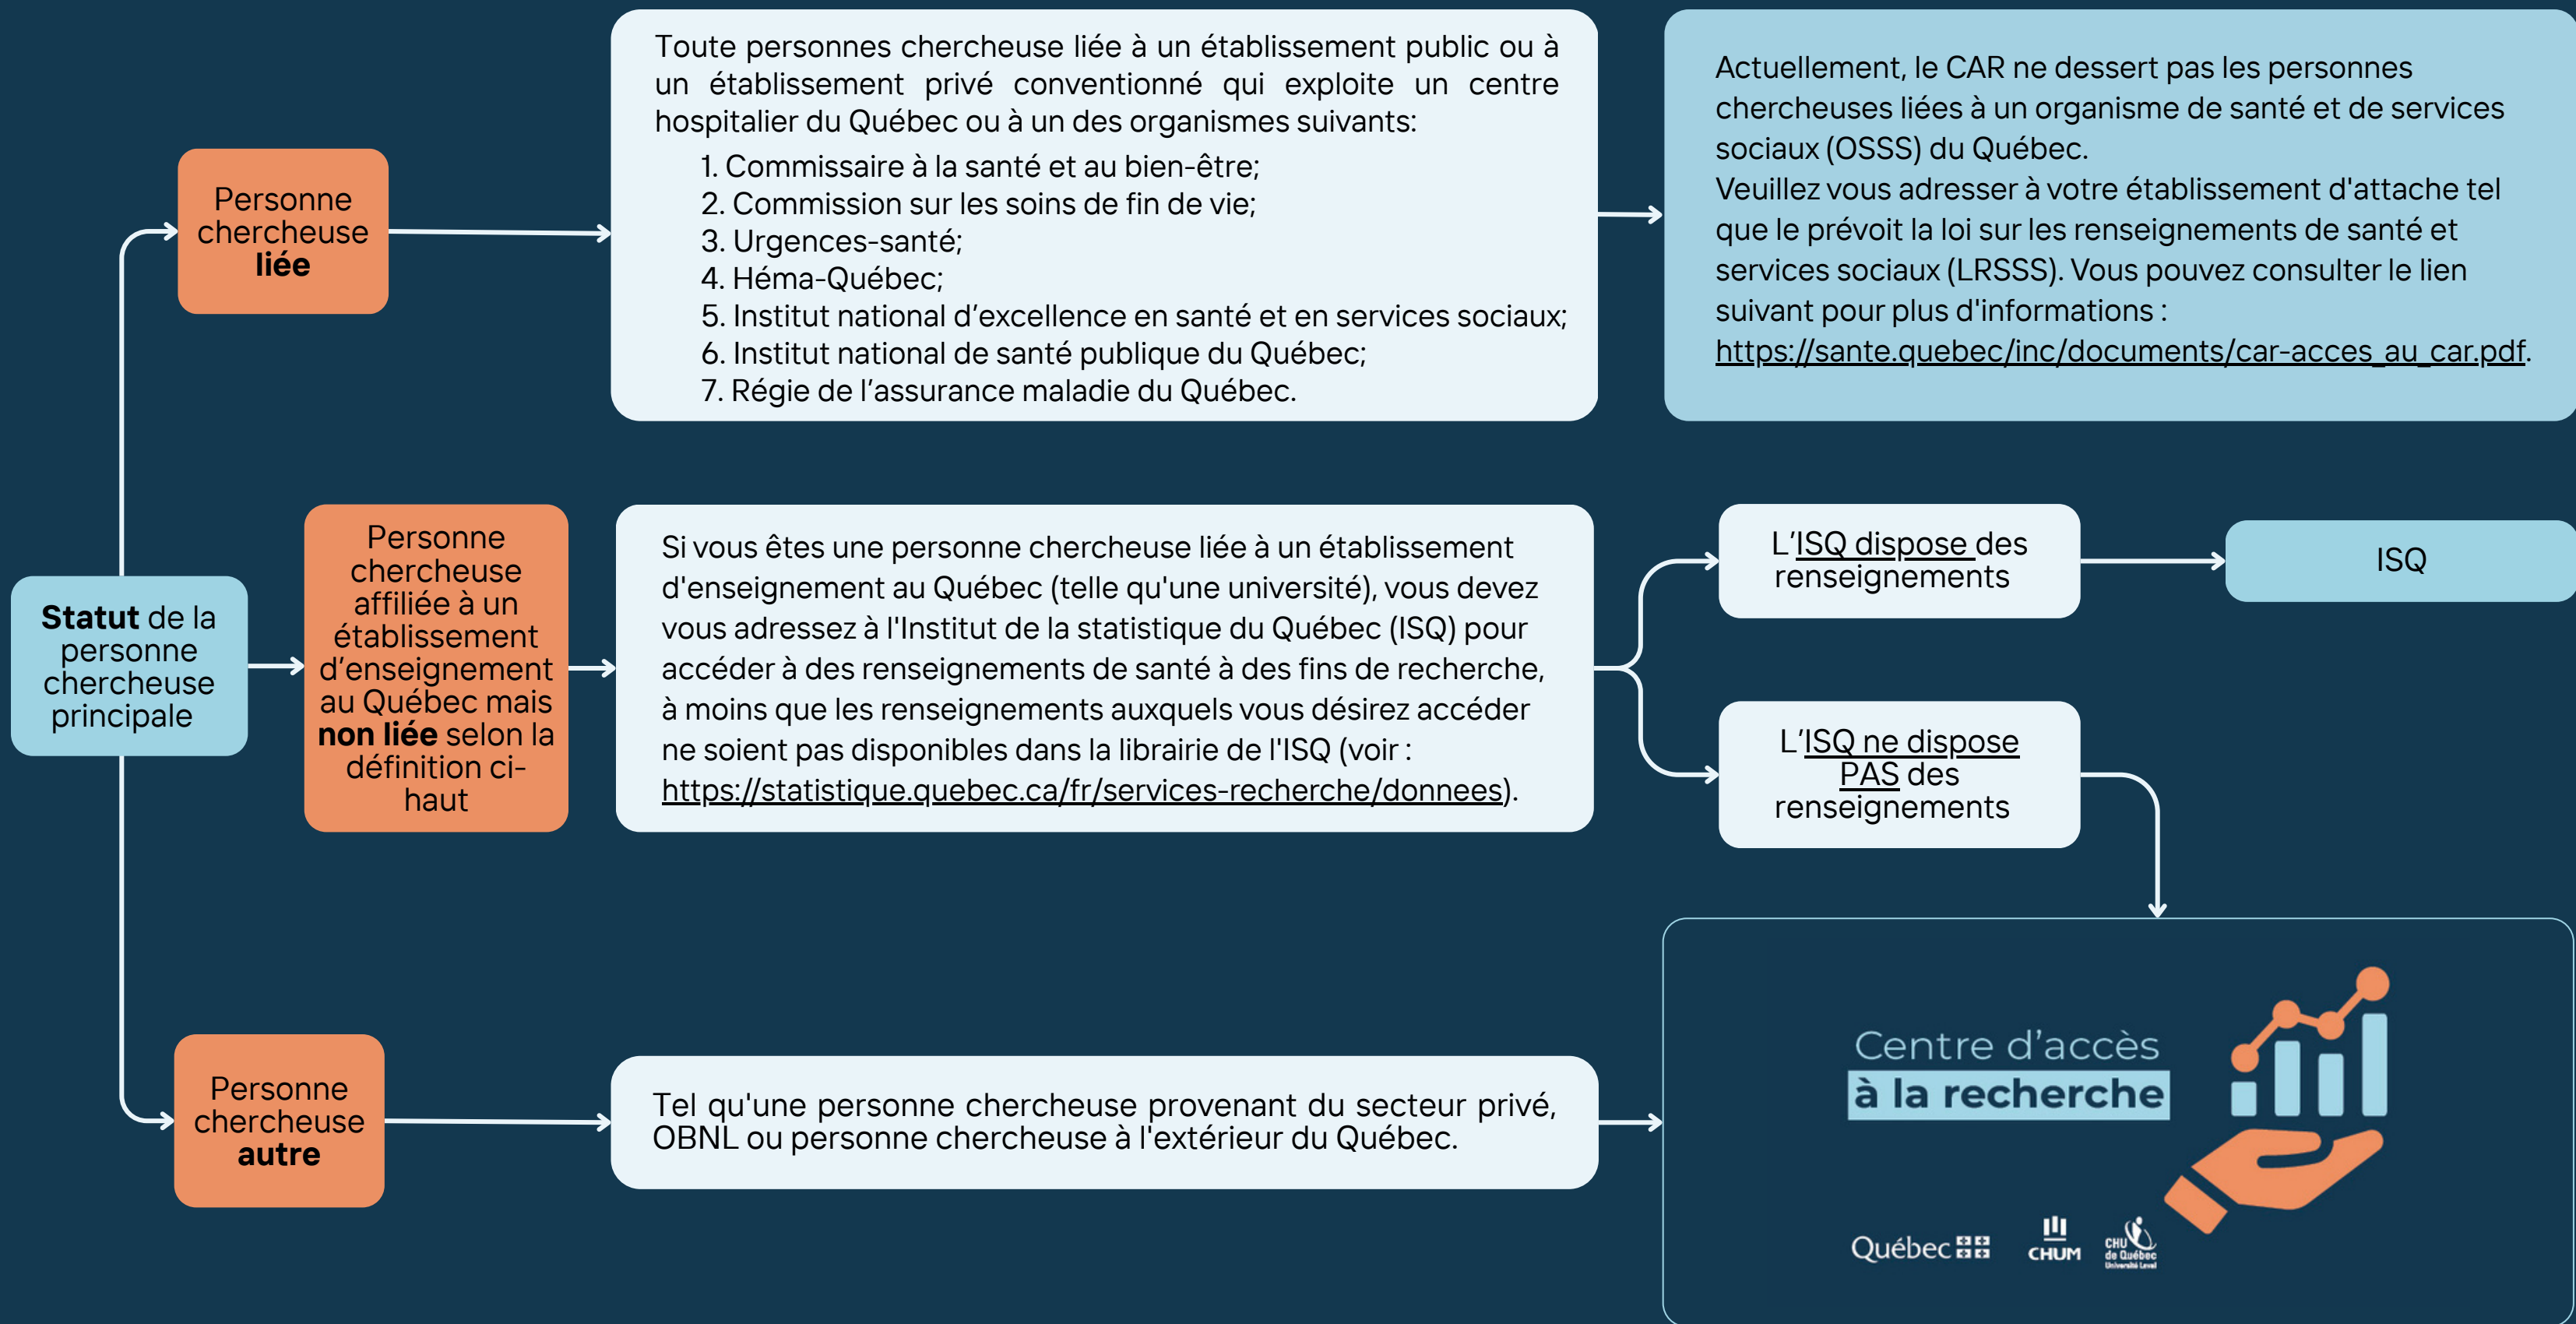 Statut de la
personne
chercheuse
principale
Personne
chercheuse
liée
Toute personnes chercheuse liée à un établissement public ou à
un établissement privé conventionné qui exploite un centre
hospitalier du Québec ou à un des organismes suivants:
1. Commissaire à la santé et au bien-être;
2. Commission sur les soins de fin de vie;
3. Urgences-santé;
4. Héma-Québec;
5. Institut national d’excellence en santé et en services sociaux;
6. Institut national de santé publique du Québec;
7. Régie de l’assurance maladie du Québec.
Actuellement, le CAR ne dessert pas les personnes
chercheuses liées à un organisme de santé et de services
sociaux (OSSS) du Québec.
Veuillez vous adresser à votre établissement d'attache tel
que le prévoit la loi sur les renseignements de santé et
services sociaux (LRSSS). Vous pouvez consulter le lien
suivant pour plus d'informations :
https://sante.quebec/inc/documents/car-acces_au_car.pdf.
Personne
chercheuse
affiliée à un
établissement
d’enseignement
au Québec mais
non liée selon la
définition ci-
haut
Si vous êtes une personne chercheuse liée à un établissement
d'enseignement au Québec (telle qu'une université), vous devez
vous adressez à l'Institut de la statistique du Québec (ISQ) pour
accéder à des renseignements de santé à des fins de recherche,
à moins que les renseignements auxquels vous désirez accéder
ne soient pas disponibles dans la librairie de l'ISQ (voir :
https://statistique.quebec.ca/fr/services-recherche/donnees).
L’ISQ dispose des
renseignements
ISQ
L’ISQ ne dispose
PAS des
renseignements
Personne
chercheuse
autre
Tel qu'une personne chercheuse provenant du secteur privé,
OBNL ou personne chercheuse à l'extérieur du Québec.
Centre d’accès
à la recherche
Québec
CHUM
CHU
de Québec
Université Laval